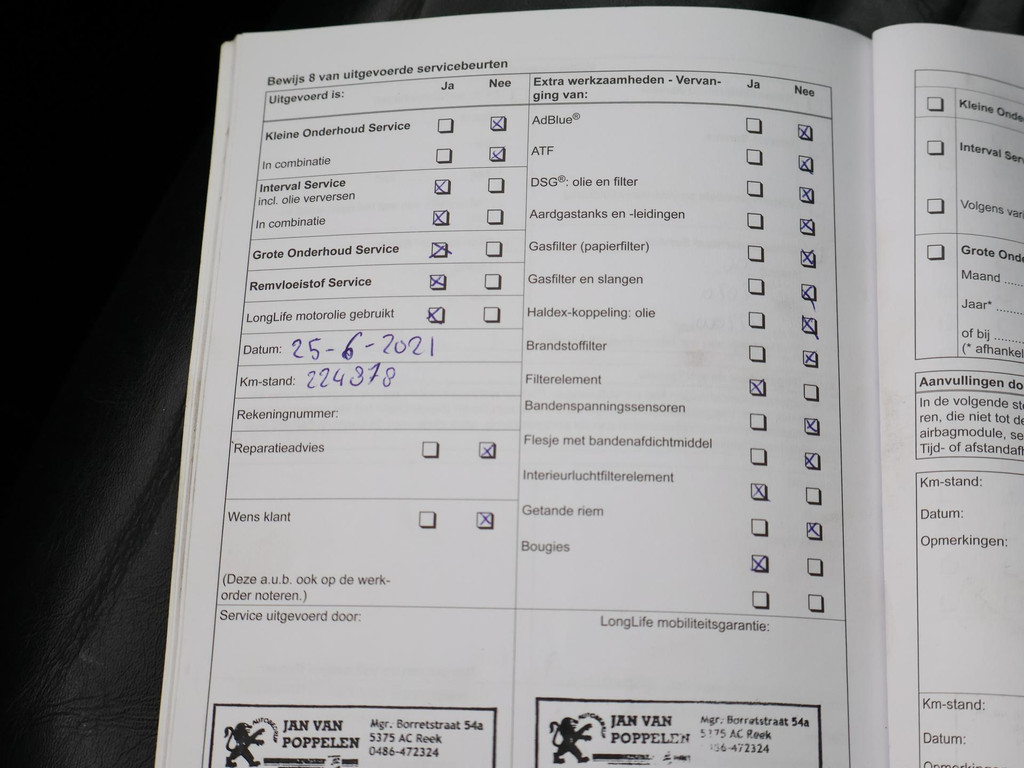 Bewijs 8 van uitgevoerde servicebeurten
Uitgevoerd is: Ja Nee
Kleine Onderhoud Service
In combinatie
Interval Service
incl. olie verversen
In combinatie
Grote Onderhoud Service
Remvloeistof Service
LongLife motorolie gebruikt
Datum: 25-6-2021
Km-stand: 224378
Rekeningnummer:
Reparatieadvies
Wens klant
(Deze a.u.b. ook op de werk-
order noteren.)
Service uitgevoerd door:
JAN VAN
POPPELEN
Mgr. Borretstraat 54a
5375 AC Reek
0486-472324
Extra werkzaamheden - Vervan-
ging van: Ja Nee
AdBlue®
ATF
DSG®: olie en filter
Aardgastanks en -leidingen
Gasfilter (papierfilter)
Gasfilter en slangen
Haldex-koppeling: olie
Brandstoffilter
Filterelement
Bandenspanningssensoren
Flesje met bandenafdichtmiddel
Interieurluchtfilterelement
Getande riem
Bougies
LongLife mobiliteitsgarantie:
JAN VAN
POPPELEN
Mgr. Borretstraat 54a
5375 AC Reek
Kleine Onde
Interval Ser
Volgens vari
Grote Onde
Maand ......
Jaar* ........
of bij ..........
(* afhankel
Aanvullingen do
In de volgende st
ren, die niet tot de
airbagmodule, se
Tijd- of afstandafh
Km-stand:
Datum:
Opmerkingen:
Km-stand:
Datum: